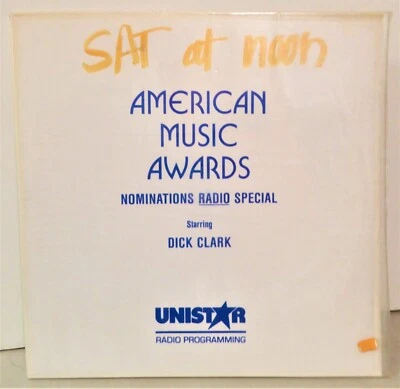 SAT at noon
AMERICAN
MUSIC
AWARDS
NOMINATIONS RADIO SPECIAL
Starring
DICK CLARK
UNISTAR
RADIO PROGRAMMING